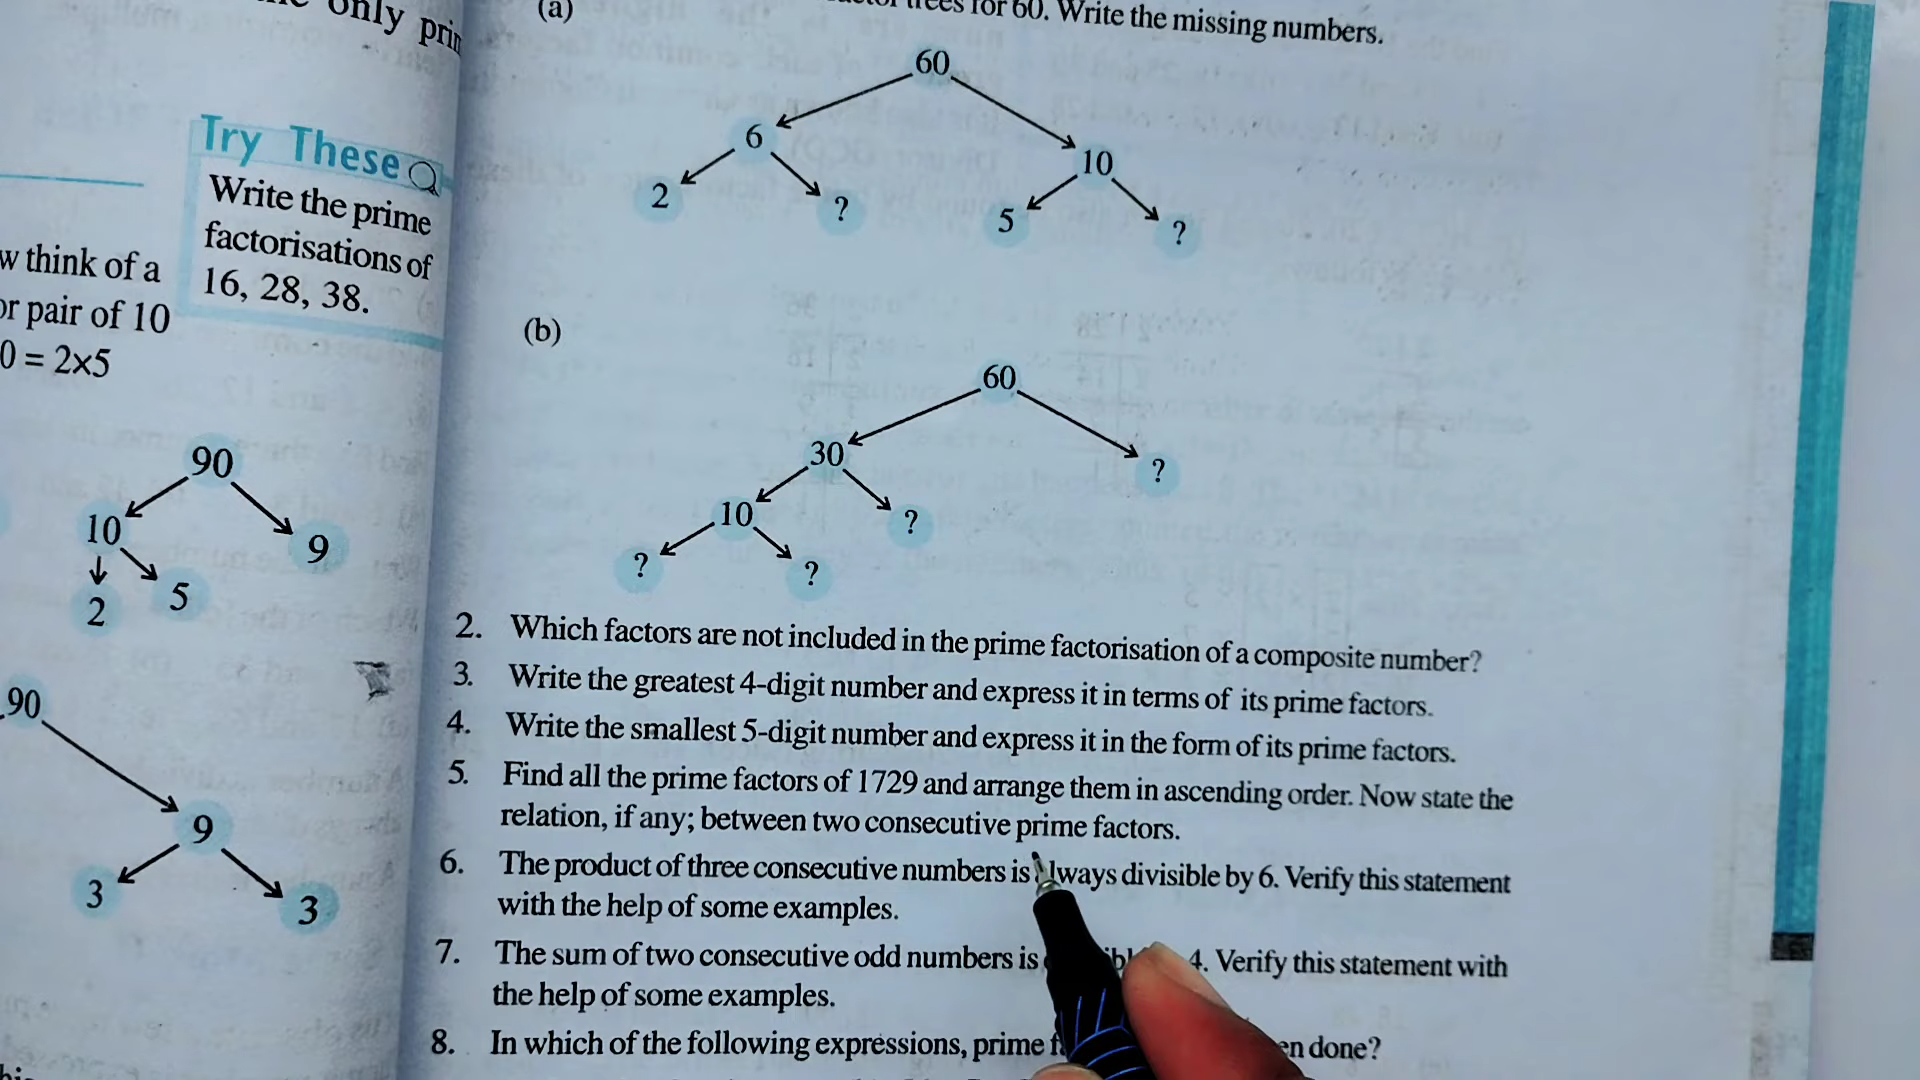 only
Try These
Write the prime
factorisations of
16, 28, 38.
w think of a
or pair of 10
0 = 2x5
90
10
9
2
5
90
9
3
3
(a)
trees for 60. Write the missing numbers.
60
6
10
2
?
5
?
(b)
60
30
?
10
?
?
?
2. Which factors are not included in the prime factorisation of a composite number?
3. Write the greatest 4-digit number and express it in terms of its prime factors.
4. Write the smallest 5-digit number and express it in the form of its prime factors.
5. Find all the prime factors of 1729 and arrange them in ascending order. Now state the
relation, if any; between two consecutive prime factors.
6. The product of three consecutive numbers is always divisible by 6. Verify this statement
with the help of some examples.
7. The sum of two consecutive odd numbers is 4. Verify this statement with
the help of some examples.
8. In which of the following expressions, prime done?